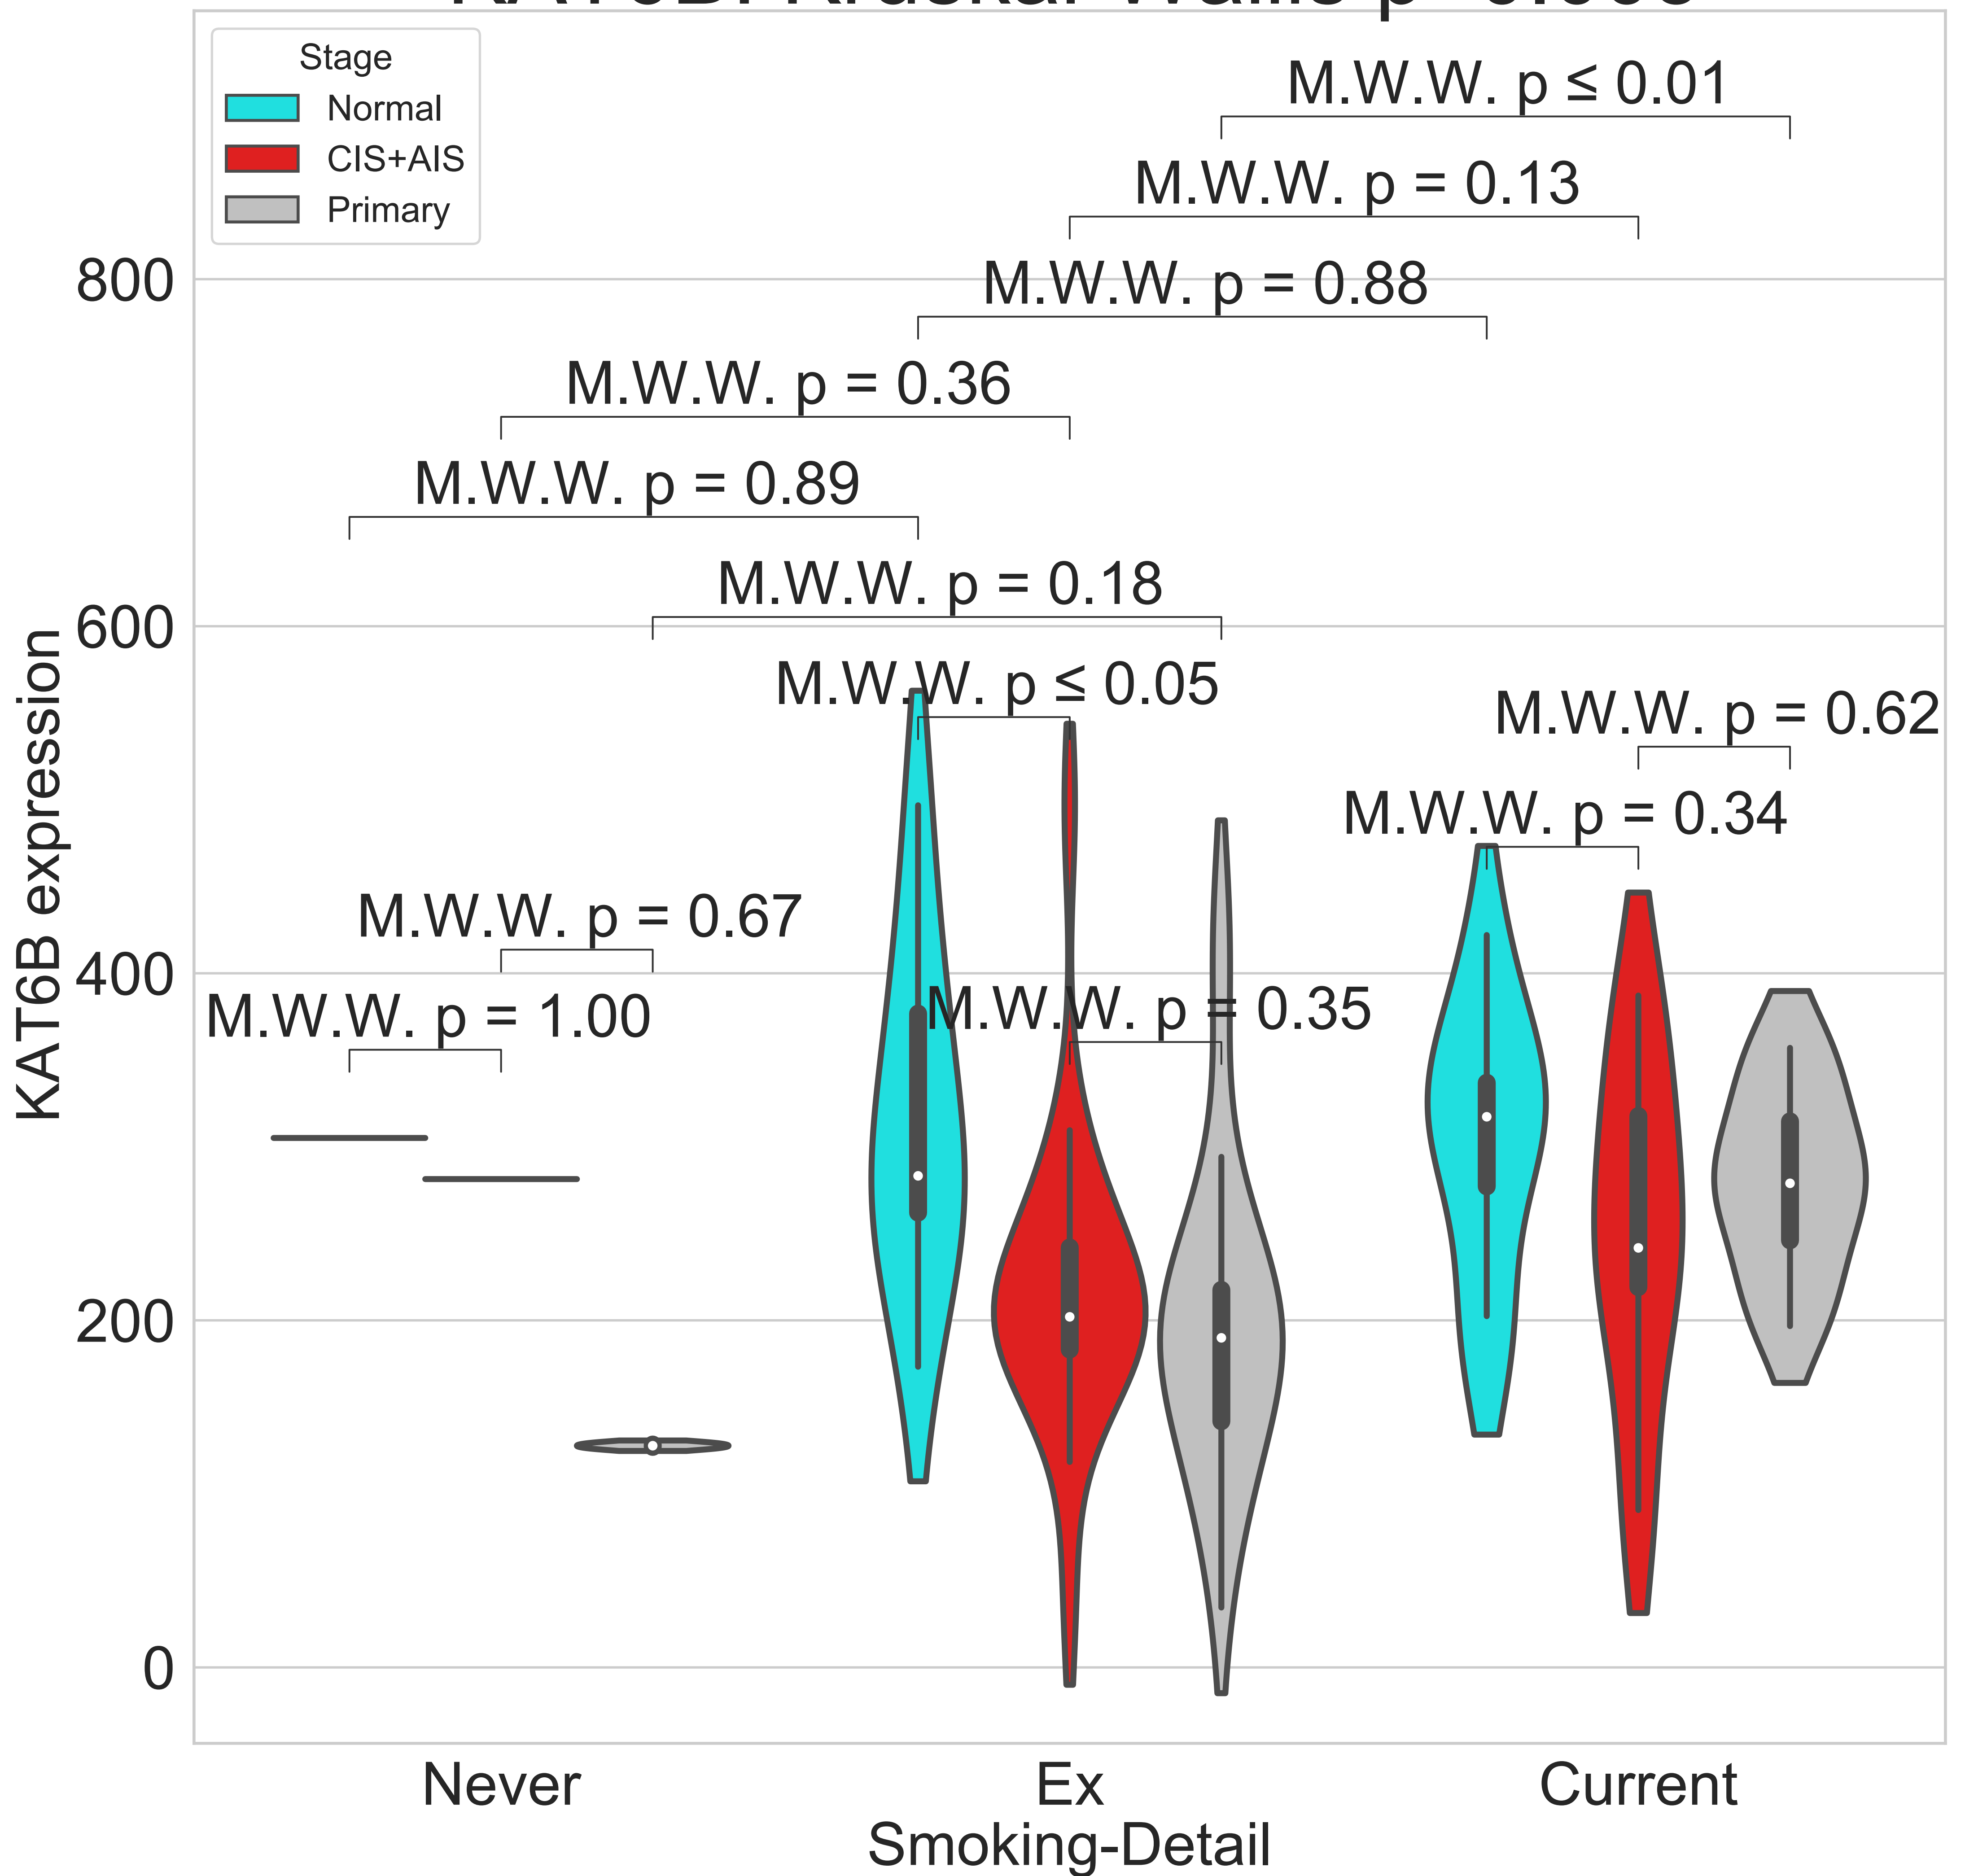 Stage
Normal
CIS+AIS
Primary
M.W.W. p ≤ 0.01
M.W.W. p = 0.13
M.W.W. p = 0.88
M.W.W. p = 0.36
M.W.W. p = 0.89
M.W.W. p = 0.18
M.W.W. p ≤ 0.05
M.W.W. p = 0.62
M.W.W. p = 0.34
M.W.W. p = 0.67
M.W.W. p = 0.35
M.W.W. p = 1.00
800
600
400
200
0
KAT6B expression
Never
Ex
Current
Smoking-Detail